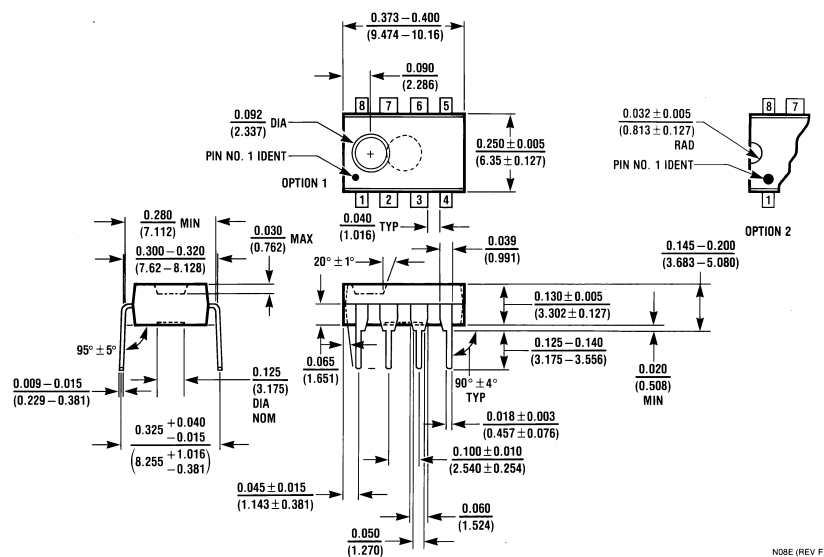 0.373 – 0.400
(9.474 – 10.16)
0.090
(2.286)
8 7 6 5
0.092 DIA
(2.337)
PIN NO. 1 IDENT
OPTION 1
1 2 3 4
0.250 ± 0.005
(6.35 ± 0.127)
0.032 ± 0.005
(0.813 ± 0.127)
RAD
PIN NO. 1 IDENT
8 7
1
OPTION 2
0.280 MIN
(7.112)
0.300 – 0.320
(7.62 – 8.128)
0.030 MAX
(0.762)
0.040 TYP
(1.016)
20° ± 1°
0.039
(0.991)
0.145 – 0.200
(3.683 – 5.080)
0.130 ± 0.005
(3.302 ± 0.127)
0.125 – 0.140
(3.175 – 3.556)
0.020
(0.508)
MIN
95° ± 5°
0.009 – 0.015
(0.229 – 0.381)
0.125
(3.175)
DIA
NOM
0.065
(1.651)
90° ± 4°
TYP
0.018 ± 0.003
(0.457 ± 0.076)
0.325 +0.040 –0.015
(8.255 +1.016 –0.381)
0.100 ± 0.010
(2.540 ± 0.254)
0.045 ± 0.015
(1.143 ± 0.381)
0.060
(1.524)
0.050
(1.270)
N08E (REV F